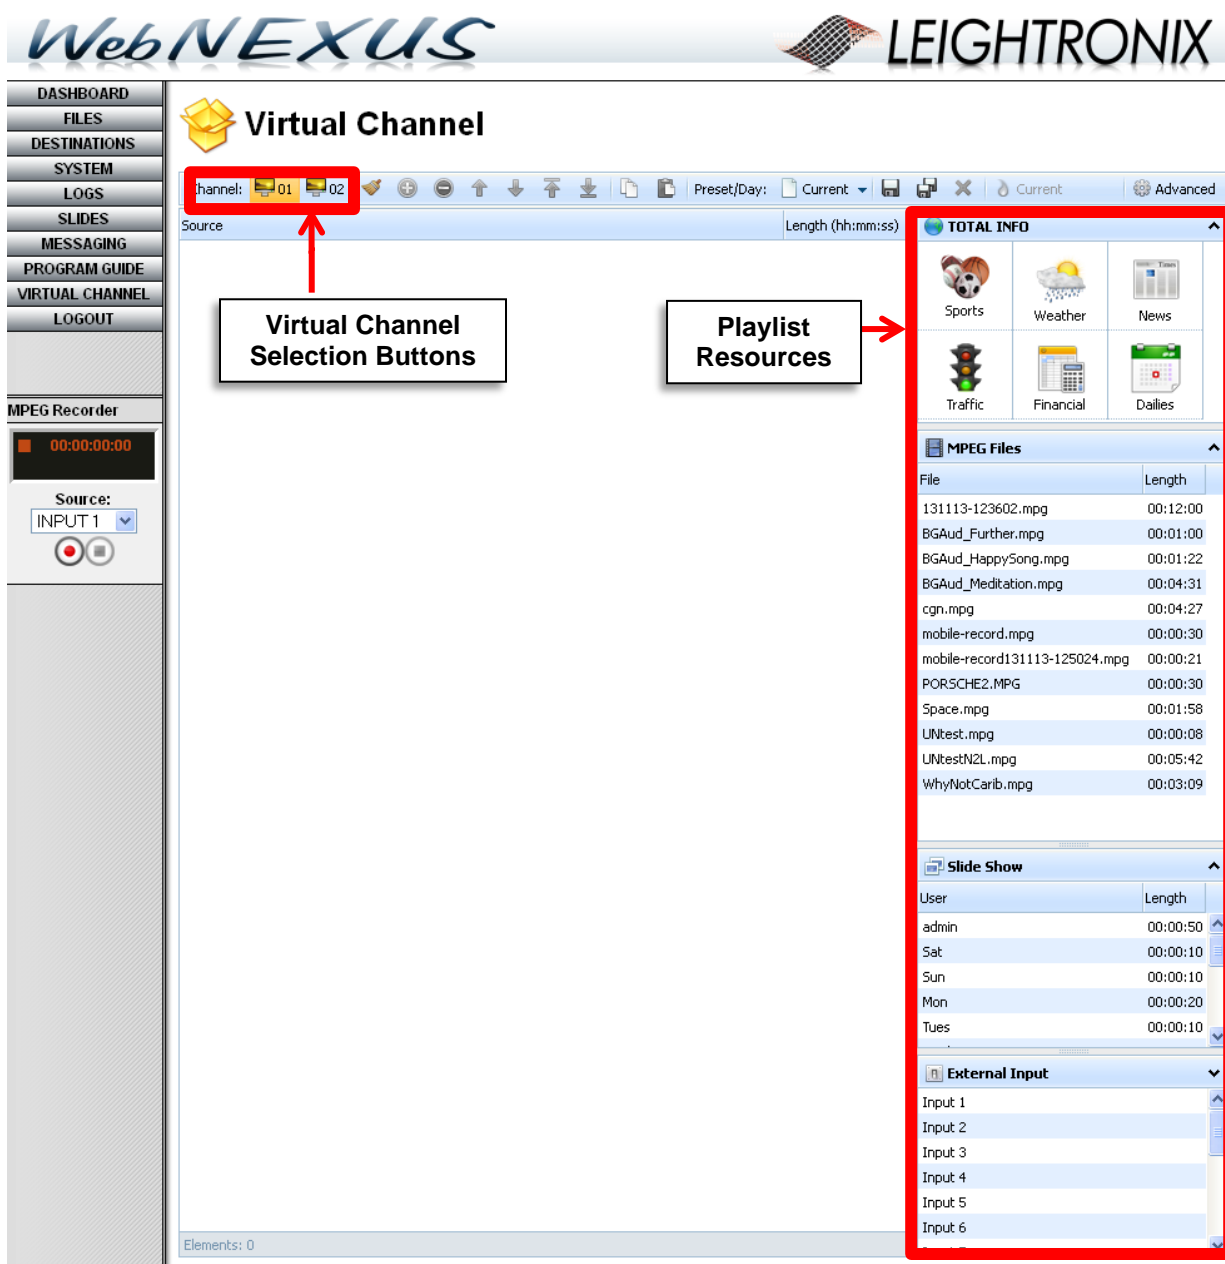 WebNEXUS
LEIGHTRONIX
DASHBOARD
FILES
DESTINATIONS
SYSTEM
LOGS
SLIDES
MESSAGING
PROGRAM GUIDE
VIRTUAL CHANNEL
LOGOUT
MPEG Recorder
00:00:00:00
Source:
INPUT 1
Virtual Channel
Channel: 01 02 Preset/Day: Current Current Advanced
Source Length (hh:mm:ss)
Virtual Channel
Selection Buttons
Playlist
Resources
TOTAL INFO
Sports Weather News
Traffic Financial Dailies
MPEG Files
File Length
131113-123602.mpg 00:12:00
BGAud_Further.mpg 00:01:00
BGAud_HappySong.mpg 00:01:22
BGAud_Meditation.mpg 00:04:31
cgn.mpg 00:04:27
mobile-record.mpg 00:00:30
mobile-record131113-125024.mpg 00:00:21
PORSCHE2.MPG 00:00:30
Space.mpg 00:01:58
UNtest.mpg 00:00:08
UNtestN2L.mpg 00:05:42
WhyNotCarib.mpg 00:03:09
Slide Show
User Length
admin 00:00:50
Sat 00:00:10
Sun 00:00:10
Mon 00:00:20
Tues 00:00:10
External Input
Input 1
Input 2
Input 3
Input 4
Input 5
Input 6
Elements: 0